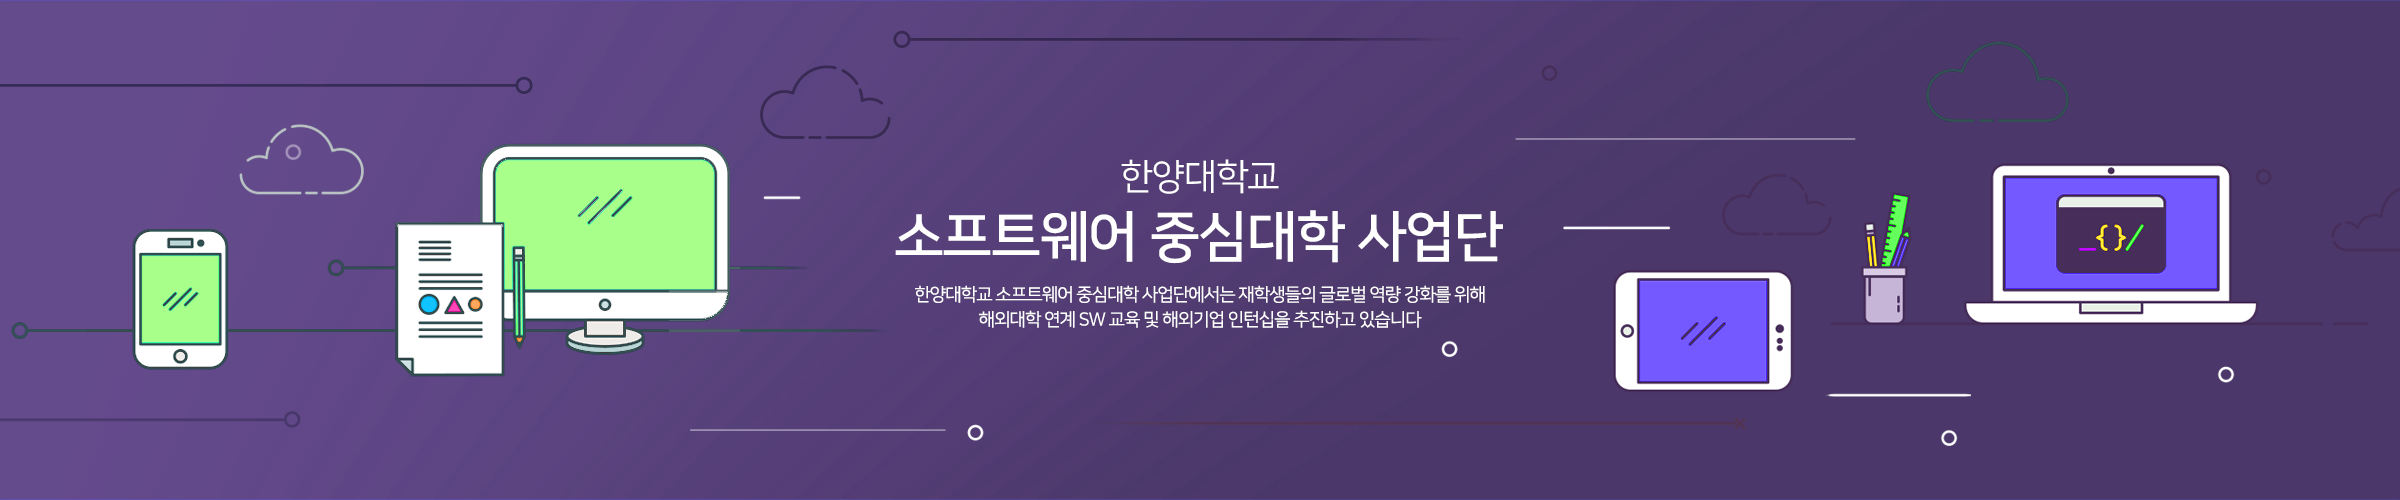 한양대학교
소프트웨어 중심대학 사업단
한양대학교 소프트웨어 중심대학 사업단에서는 재학생들의 글로벌 역량 강화를 위해
해외대학 연계 SW 교육 및 해외기업 인턴십을 추진하고 있습니다
_{}/